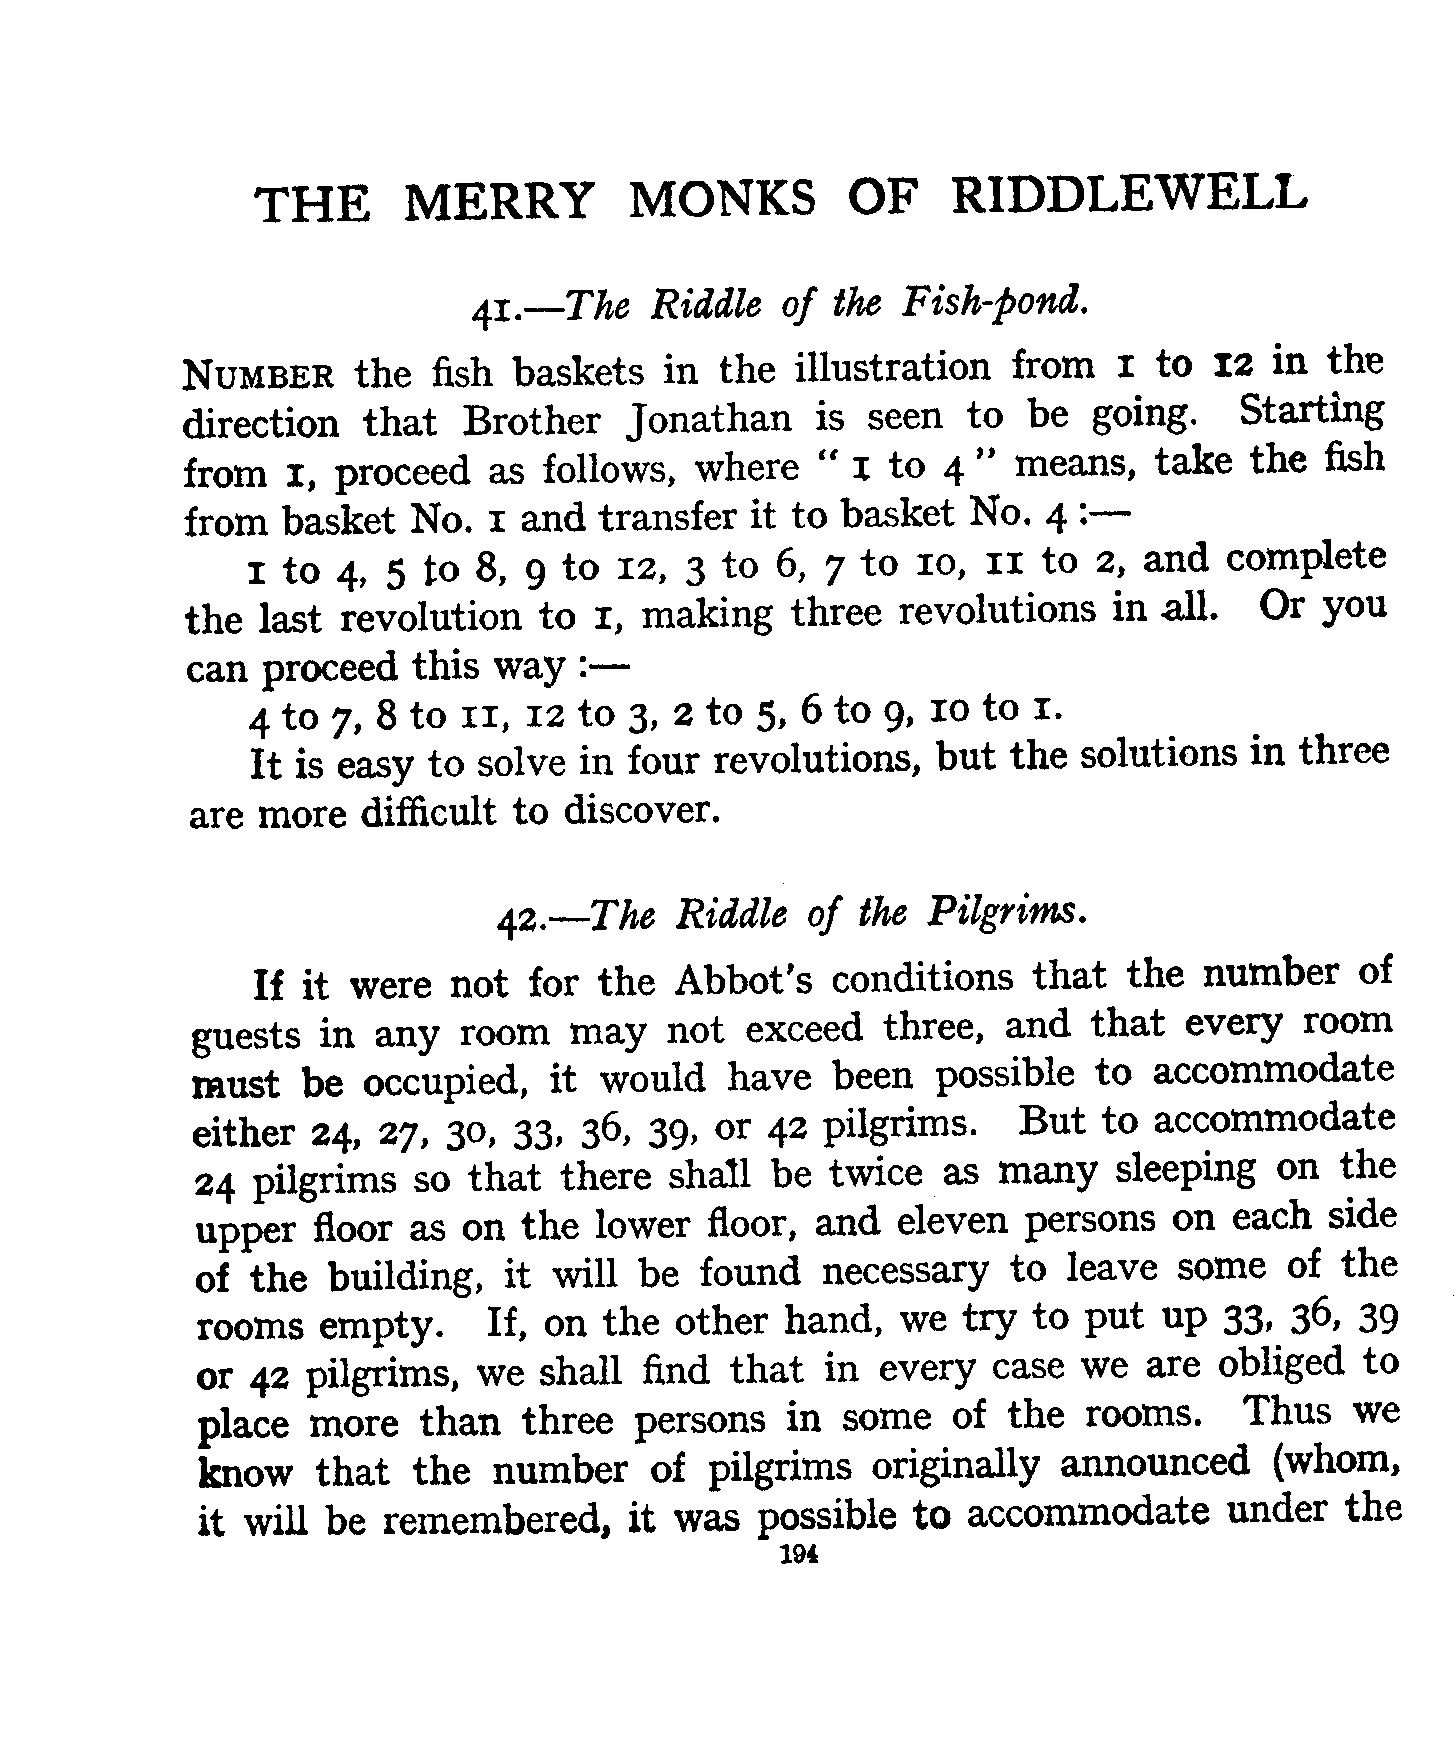 THE MERRY MONKS OF RIDDLEWELL
41.—The Riddle of the Fish-pond.
NUMBER the fish baskets in the illustration from 1 to 12 in the
direction that Brother Jonathan is seen to be going. Starting
from 1, proceed as follows, where “ 1 to 4 ” means, take the fish
from basket No. 1 and transfer it to basket No. 4 :—
1 to 4, 5 to 8, 9 to 12, 3 to 6, 7 to 10, 11 to 2, and complete
the last revolution to 1, making three revolutions in all. Or you
can proceed this way :—
4 to 7, 8 to 11, 12 to 3, 2 to 5, 6 to 9, 10 to 1.
It is easy to solve in four revolutions, but the solutions in three
are more difficult to discover.
42.—The Riddle of the Pilgrims.
If it were not for the Abbot's conditions that the number of
guests in any room may not exceed three, and that every room
must be occupied, it would have been possible to accommodate
either 24, 27, 30, 33, 36, 39, or 42 pilgrims. But to accommodate
24 pilgrims so that there shall be twice as many sleeping on the
upper floor as on the lower floor, and eleven persons on each side
of the building, it will be found necessary to leave some of the
rooms empty. If, on the other hand, we try to put up 33, 36, 39
or 42 pilgrims, we shall find that in every case we are obliged to
place more than three persons in some of the rooms. Thus we
know that the number of pilgrims originally announced (whom,
it will be remembered, it was possible to accommodate under the
194